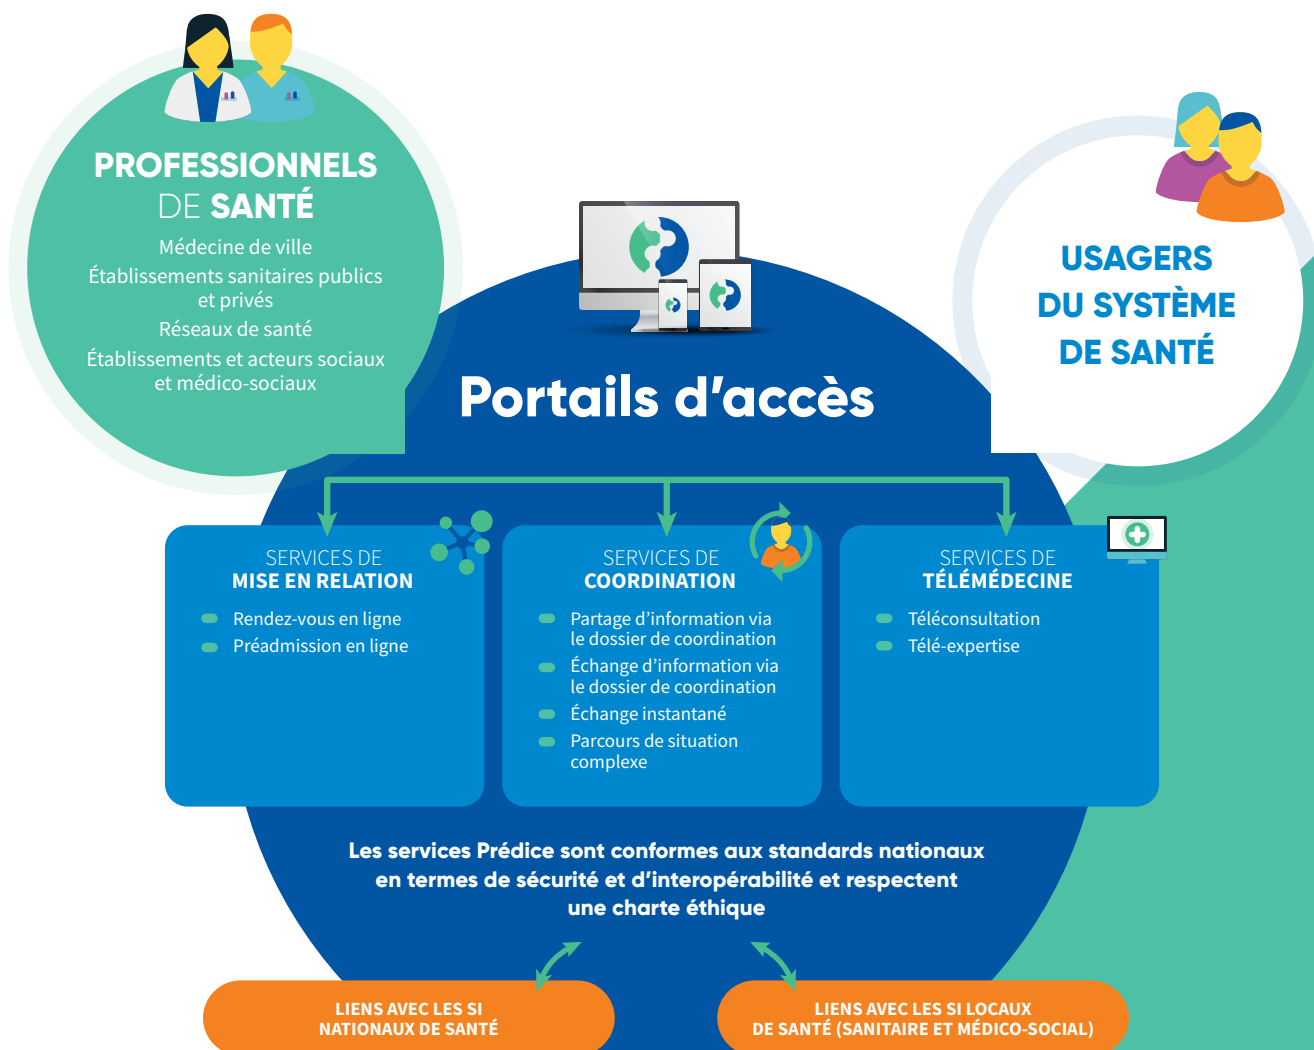 PROFESSIONNELS
DE SANTÉ
Médecine de ville
Établissements sanitaires publics
et privés
Réseaux de santé
Établissements et acteurs sociaux
et médico-sociaux
USAGERS
DU SYSTÈME
DE SANTÉ
Portails d'accès
SERVICES DE
MISE EN RELATION
Rendez-vous en ligne
Préadmission en ligne
SERVICES DE
COORDINATION
Partage d'information via
le dossier de coordination
Échange d'information via
le dossier de coordination
Échange instantané
Parcours de situation
complexe
SERVICES DE
TÉLÉMÉDECINE
Téléconsultation
Télé-expertise
Les services Prédice sont conformes aux standards nationaux
en termes de sécurité et d'interopérabilité et respectent
une charte éthique
LIENS AVEC LES SI
NATIONAUX DE SANTÉ
LIENS AVEC LES SI LOCAUX
DE SANTÉ (SANITAIRE ET MÉDICO-SOCIAL)